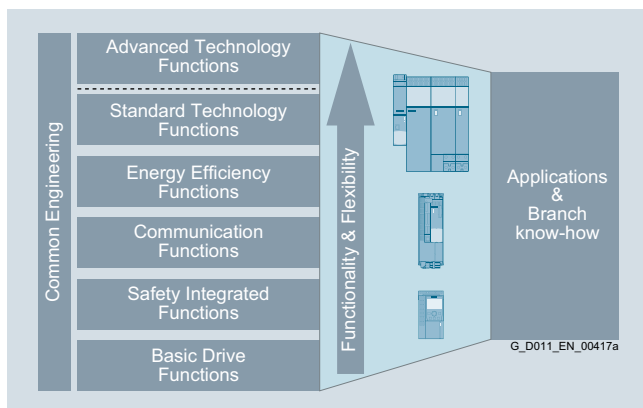 Common Engineering
Advanced Technology
Functions
Standard Technology
Functions
Energy Efficiency
Functions
Communication
Functions
Safety Integrated
Functions
Basic Drive
Functions
Functionality & Flexibility
Applications
&
Branch
know-how
G_D011_EN_00417a